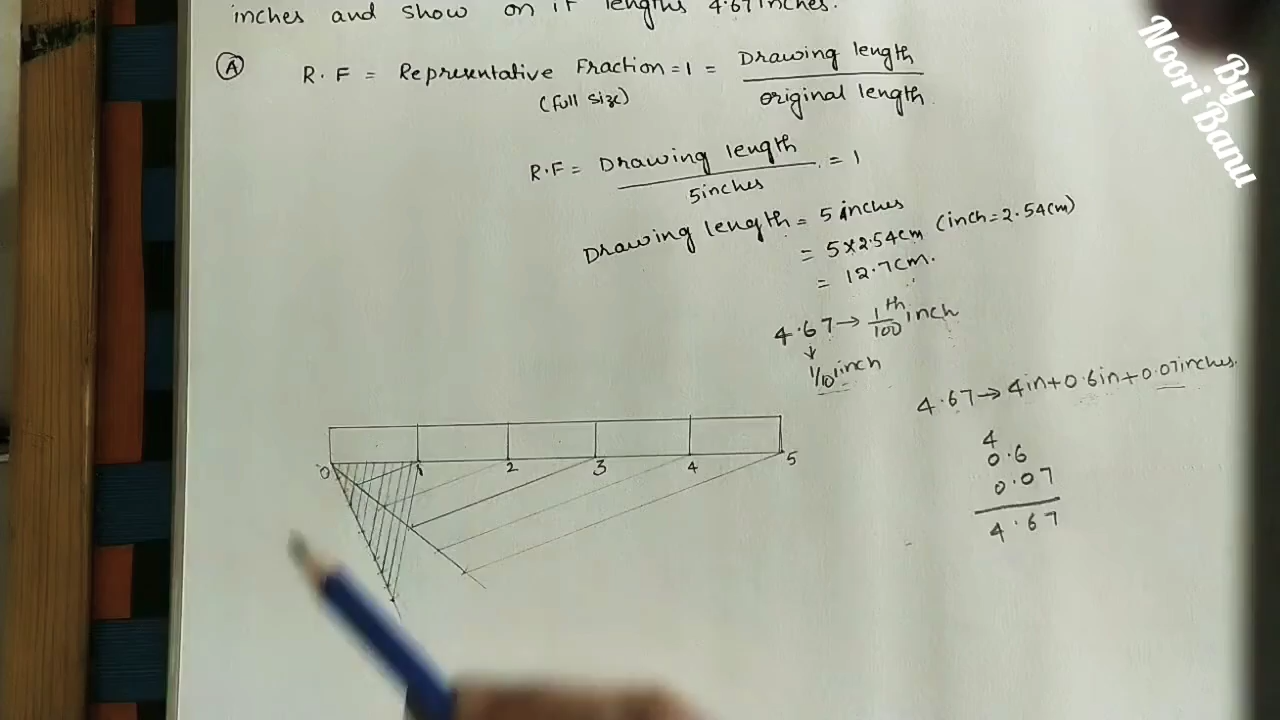 inches and show on it lengths 4.67 inches.
Ⓐ R.F = Representative Fraction = 1 = Drawing length / original length
(full size)
R.F = Drawing length / 5 inches = 1
Drawing length = 5 inches
= 5×2.54cm (inch = 2.54cm)
= 12.7cm.
4.67 → 1/100 th inch
↓
1/10 inch
4.67 → 4in+0.6in+0.07inches.
4
0.6
0.07
4.67
0 1 2 3 4 5
By
Noori Banu